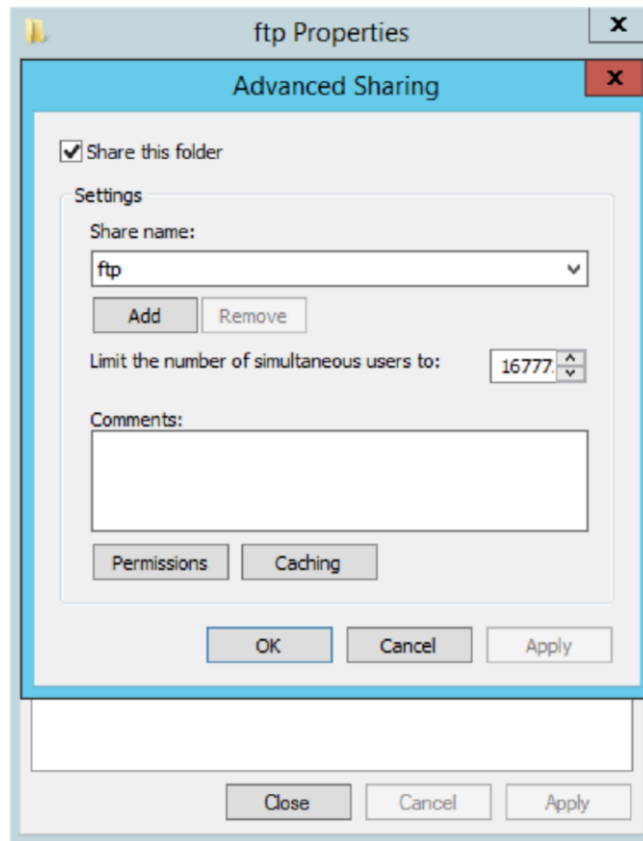 ftp Properties
x
Advanced Sharing
x
Share this folder
Settings
Share name:
ftp
Add Remove
Limit the number of simultaneous users to: 16777
Comments:
Permissions Caching
OK Cancel Apply
Close Cancel Apply